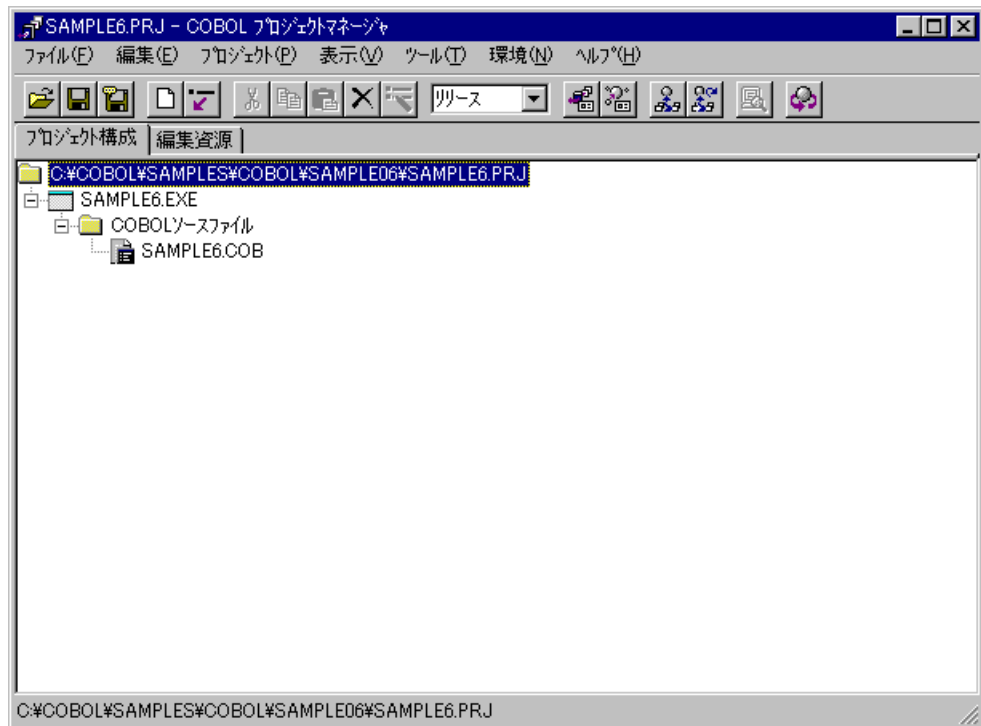 SAMPLE6.PRJ - COBOL ﾌﾟﾛｼﾞｪｸﾄﾏﾈｰｼﾞｬ
ﾌｧｲﾙ(F) 編集(E) ﾌﾟﾛｼﾞｪｸﾄ(P) 表示(V) ﾂｰﾙ(T) 環境(N) ﾍﾙﾌﾟ(H)
ﾘﾘｰｽ
ﾌﾟﾛｼﾞｪｸﾄ構成 編集資源
C:¥COBOL¥SAMPLES¥COBOL¥SAMPLE06¥SAMPLE6.PRJ
SAMPLE6.EXE
COBOLｿｰｽﾌｧｲﾙ
SAMPLE6.COB
C:¥COBOL¥SAMPLES¥COBOL¥SAMPLE06¥SAMPLE6.PRJ